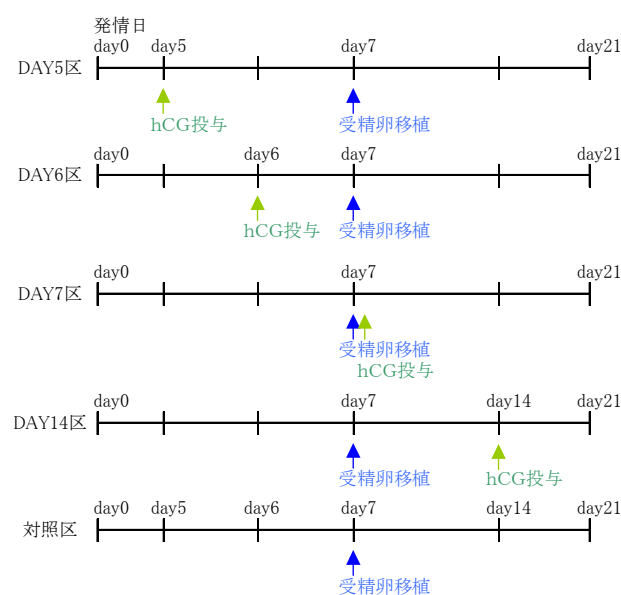 発情日
day0 day5 day7 day21
DAY5区
hCG投与 受精卵移植
day0 day6 day7 day21
DAY6区
hCG投与 受精卵移植
day0 day7 day21
DAY7区
受精卵移植
hCG投与
day0 day7 day14 day21
DAY14区
受精卵移植 hCG投与
day0 day5 day6 day7 day14 day21
対照区
受精卵移植